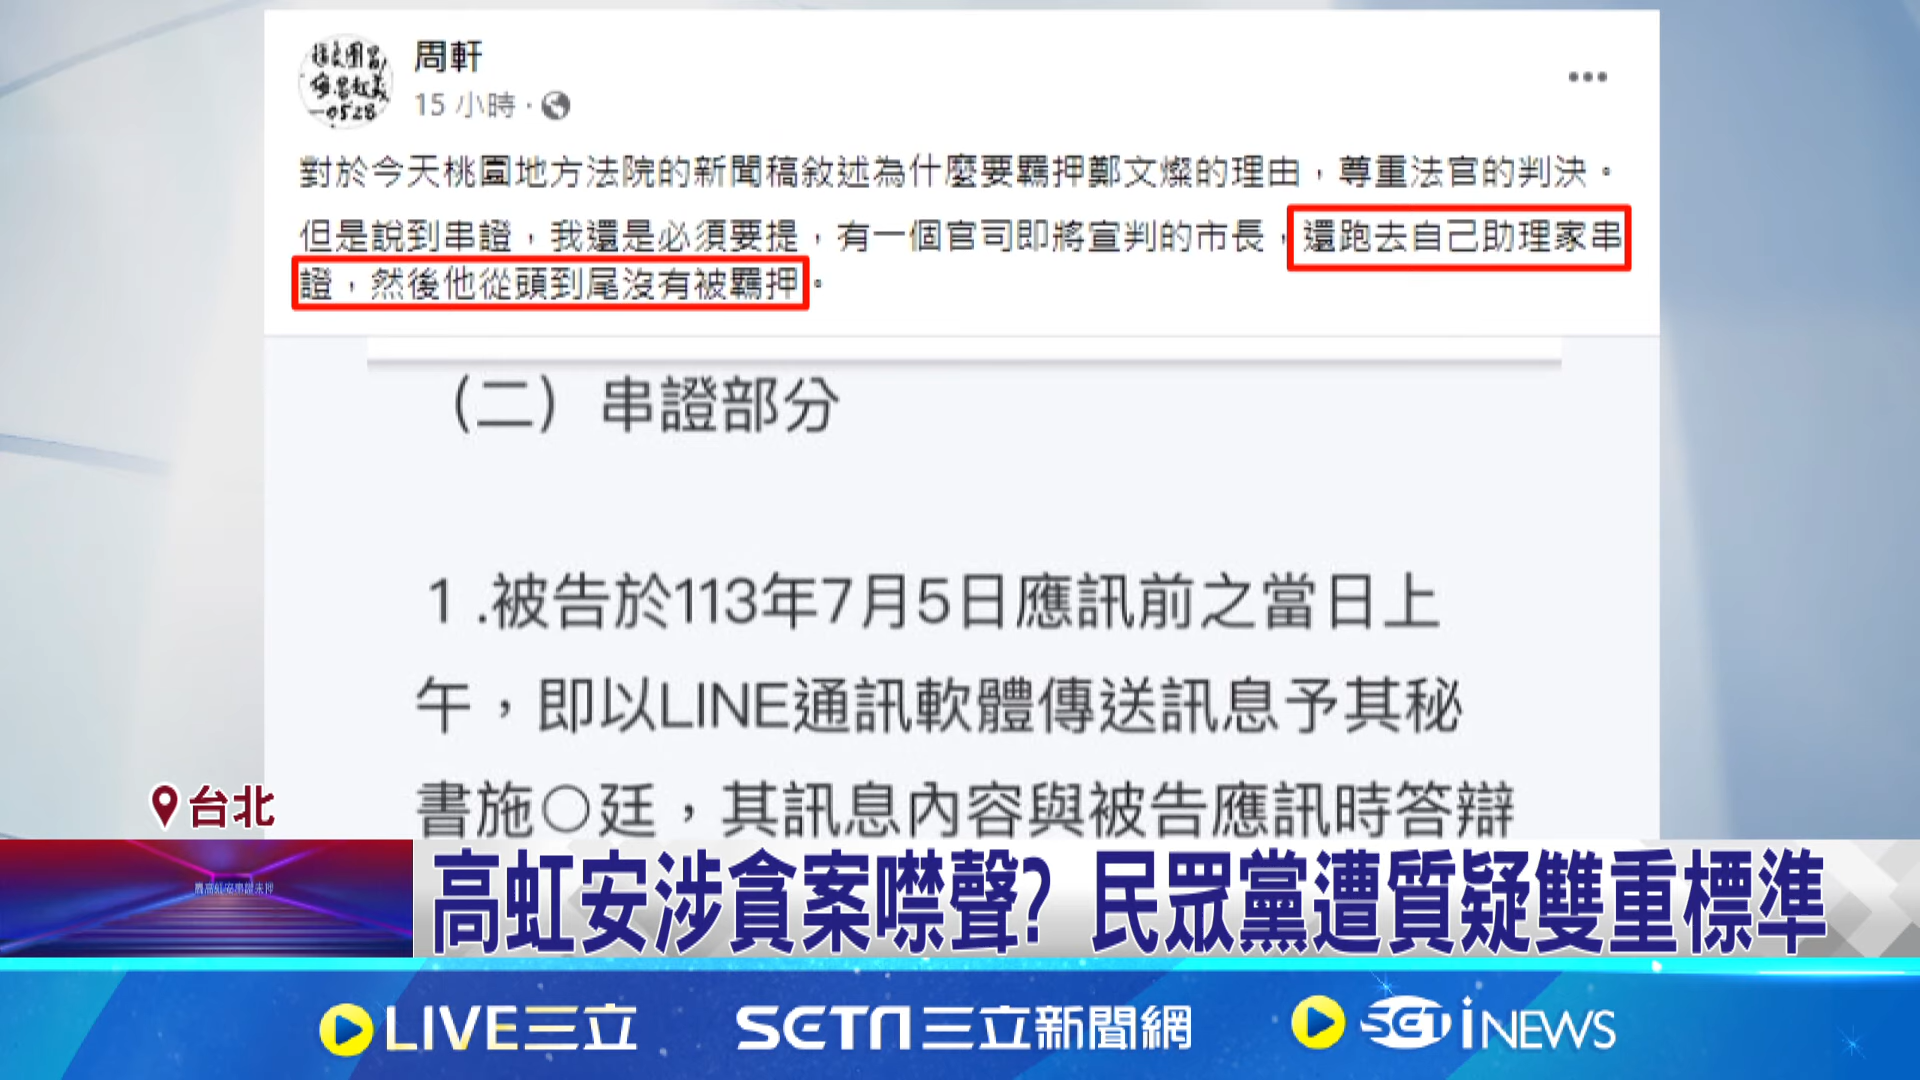 周軒
15 小時 ·
對於今天桃園地方法院的新聞稿敘述為什麼要羈押鄭文燦的理由，尊重法官的判決。
但是說到串證，我還是必須要提，有一個官司即將宣判的市長，還跑去自己助理家串
證，然後他從頭到尾沒有被羈押。
（二）串證部分
1 .被告於113年7月5日應訊前之當日上
午，即以LINE通訊軟體傳送訊息予其秘
書施○廷，其訊息內容與被告應訊時答辯
台北
高虹安涉貪案噤聲? 民眾黨遭質疑雙重標準
LIVE三立
SETN三立新聞網
SET iNEWS